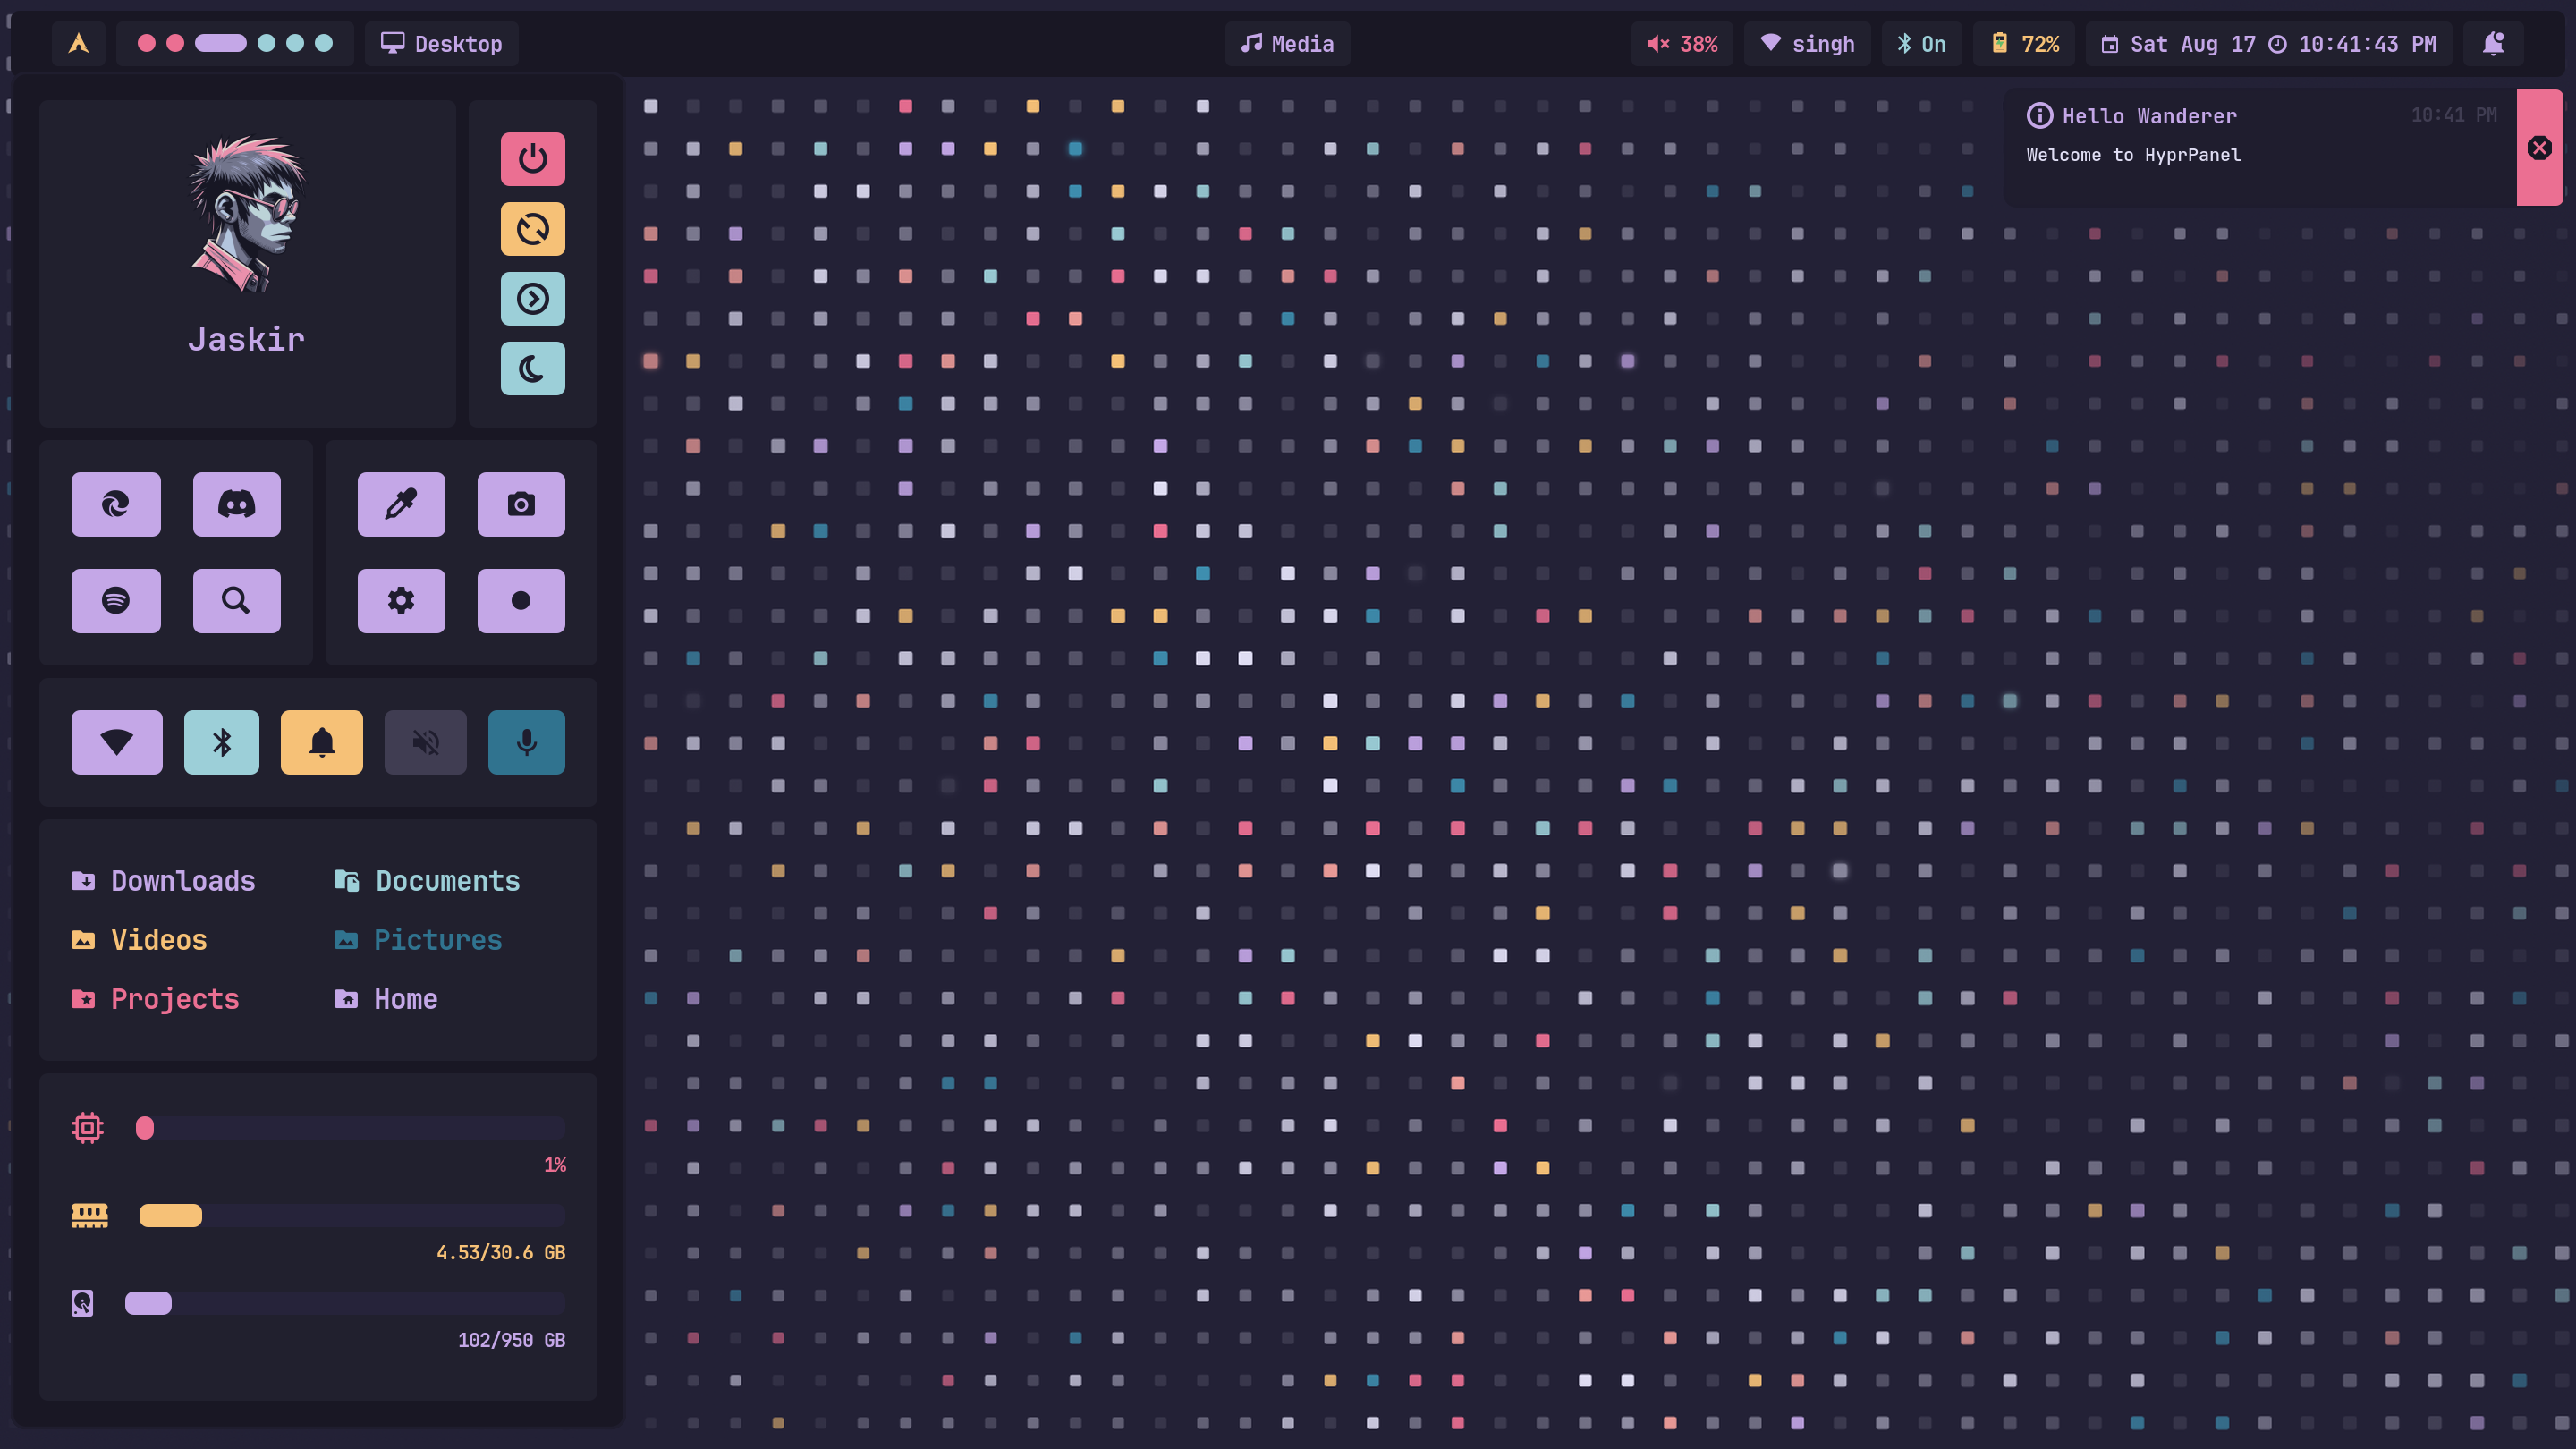 Desktop
Media
38%
singh
On
72%
Sat Aug 17 10:41:43 PM
Hello Wanderer
10:41 PM
Welcome to HyprPanel
Jaskir
Downloads
Documents
Videos
Pictures
Projects
Home
1%
4.53/30.6 GB
102/950 GB